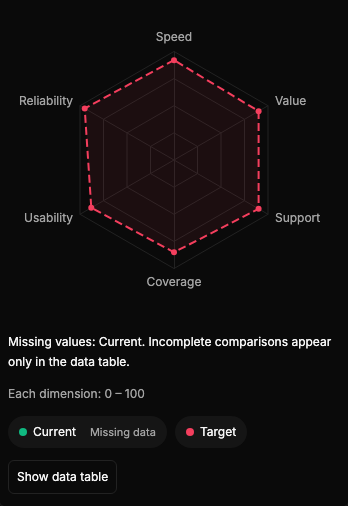 Speed
Reliability
Value
Usability
Support
Coverage
Missing values: Current. Incomplete comparisons appear
only in the data table.
Each dimension: 0 – 100
Current Missing data Target
Show data table